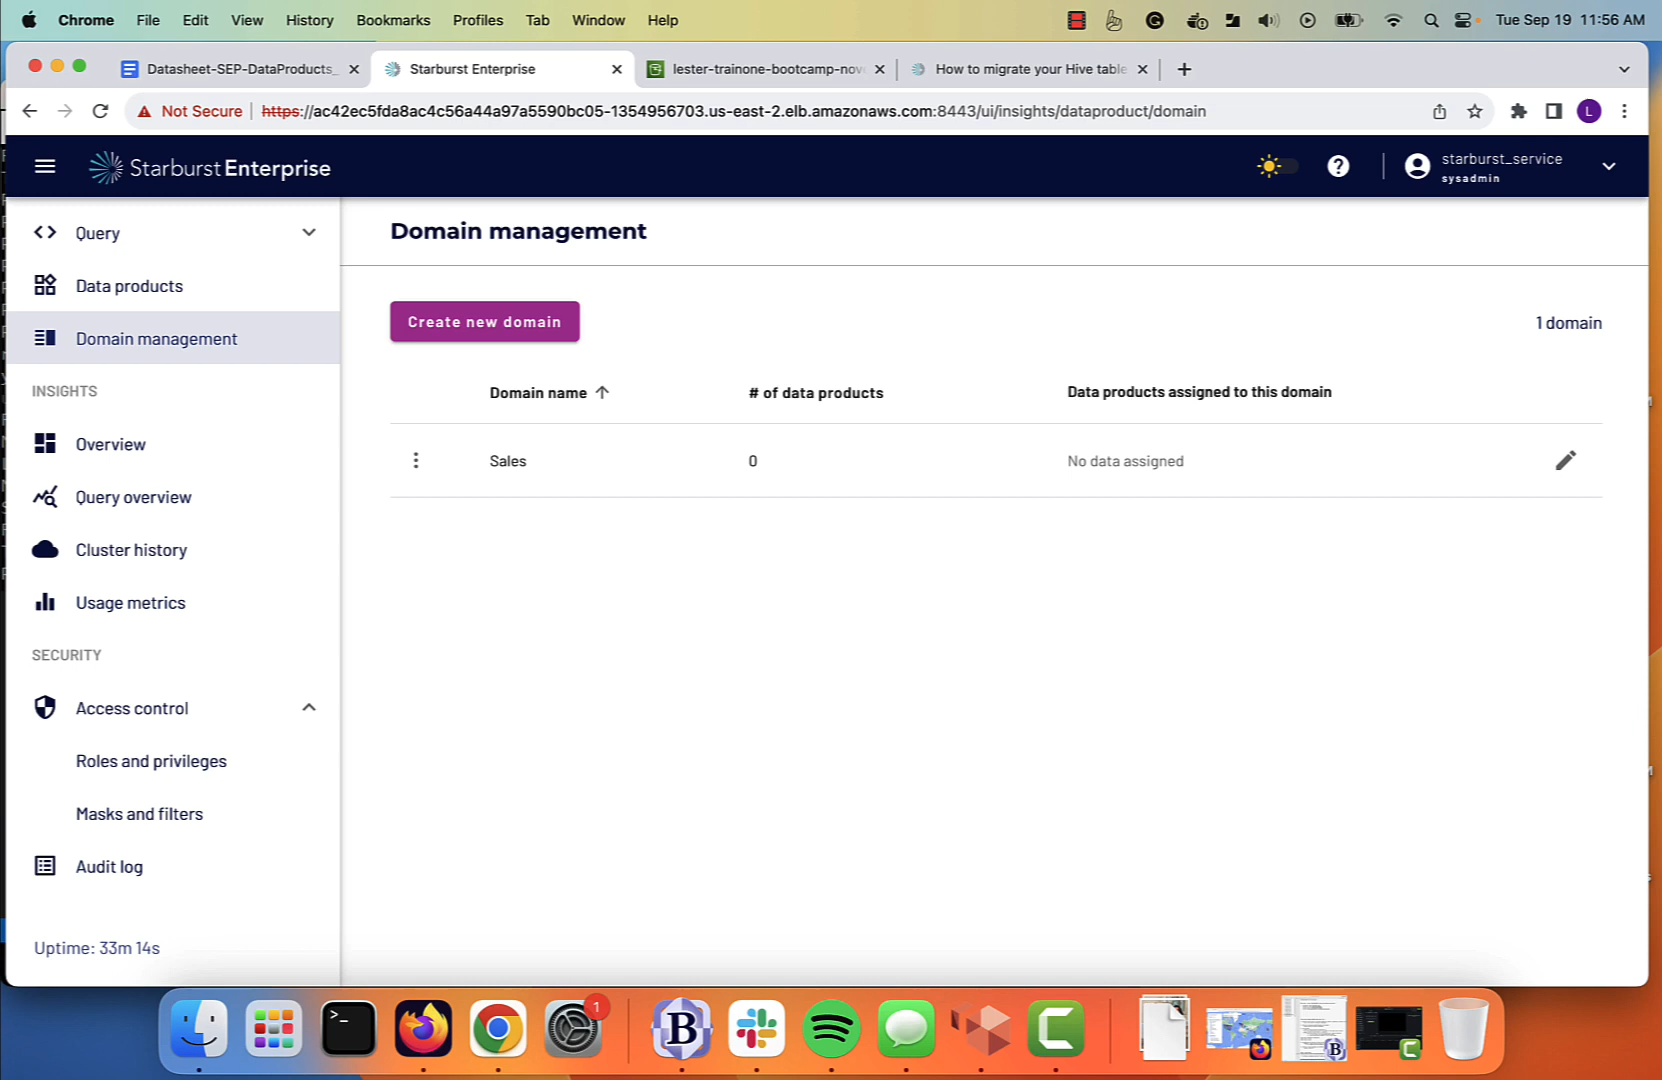 Chrome File Edit View History Bookmarks Profiles Tab Window Help Tue Sep 19 11:56 AM
Datasheet-SEP-DataProducts_ Starburst Enterprise lester-trainone-bootcamp-nov How to migrate your Hive table
Not Secure https://ac42ec5fda8ac4c56a44a97a5590bc05-1354956703.us-east-2.elb.amazonaws.com:8443/ui/insights/dataproduct/domain
Starburst Enterprise
starburst_service
sysadmin
Query
Data products
Domain management
INSIGHTS
Overview
Query overview
Cluster history
Usage metrics
SECURITY
Access control
Roles and privileges
Masks and filters
Audit log
Uptime: 33m 14s
Domain management
Create new domain
1 domain
Domain name # of data products Data products assigned to this domain
Sales 0 No data assigned
1